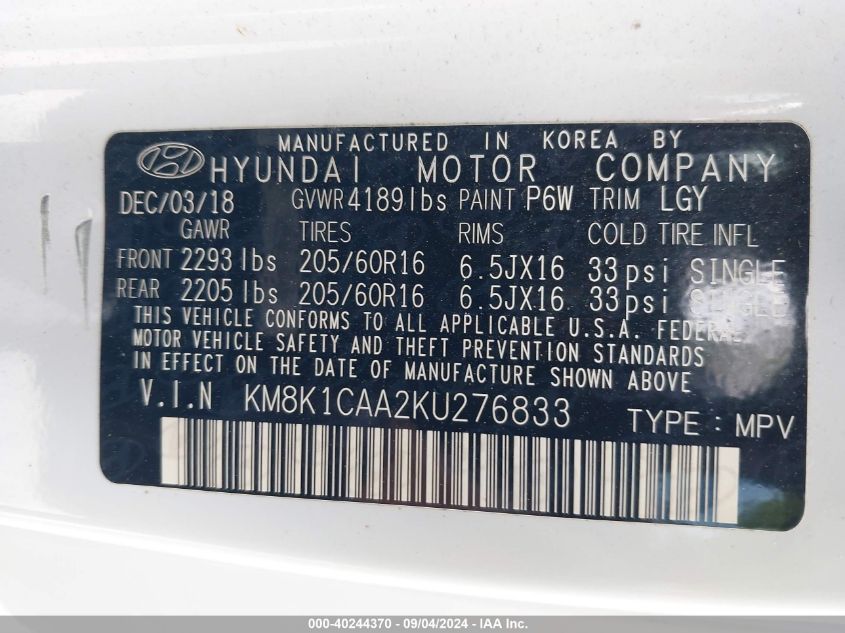 MANUFACTURED IN KOREA BY
HYUNDAI MOTOR COMPANY
DEC/03/18 GVWR 4189lbs PAINT P6W TRIM LGY
GAWR TIRES RIMS COLD TIRE INFL
FRONT 2293 lbs 205/60R16 6.5JX16 33psi SINGLE
REAR 2205 lbs 205/60R16 6.5JX16 33psi SINGLE
THIS VEHICLE CONFORMS TO ALL APPLICABLE U.S.A. FEDERAL
MOTOR VEHICLE SAFETY AND THEFT PREVENTION STANDARDS
IN EFFECT ON THE DATE OF MANUFACTURE SHOWN ABOVE
V.I.N KM8K1CAA2KU276833 TYPE : MPV
000-40244370 - 09/04/2024 - IAA Inc.